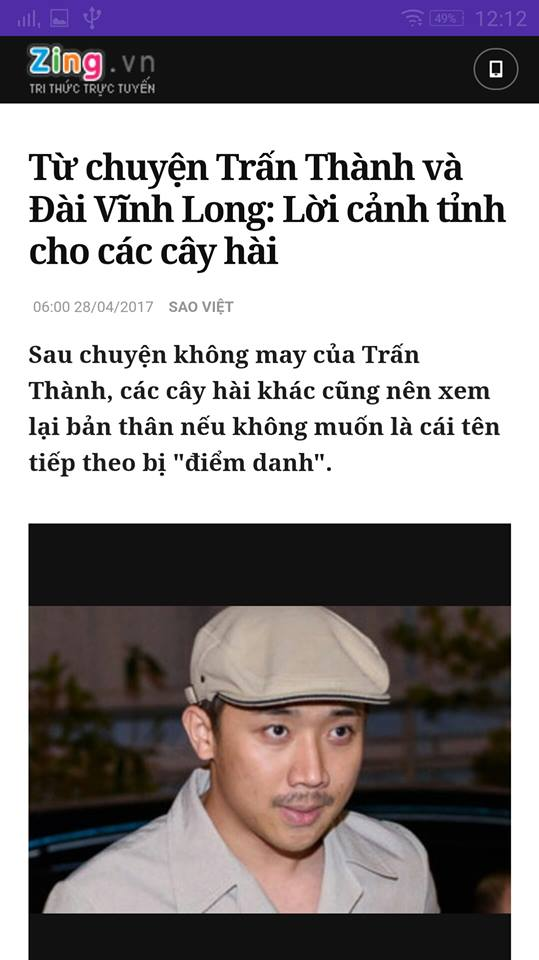 49% 12:12
Zing.vn
TRI THỨC TRỰC TUYẾN
Từ chuyện Trấn Thành và
Đài Vĩnh Long: Lời cảnh tỉnh
cho các cây hài
06:00 28/04/2017 SAO VIỆT
Sau chuyện không may của Trấn
Thành, các cây hài khác cũng nên xem
lại bản thân nếu không muốn là cái tên
tiếp theo bị "điểm danh".